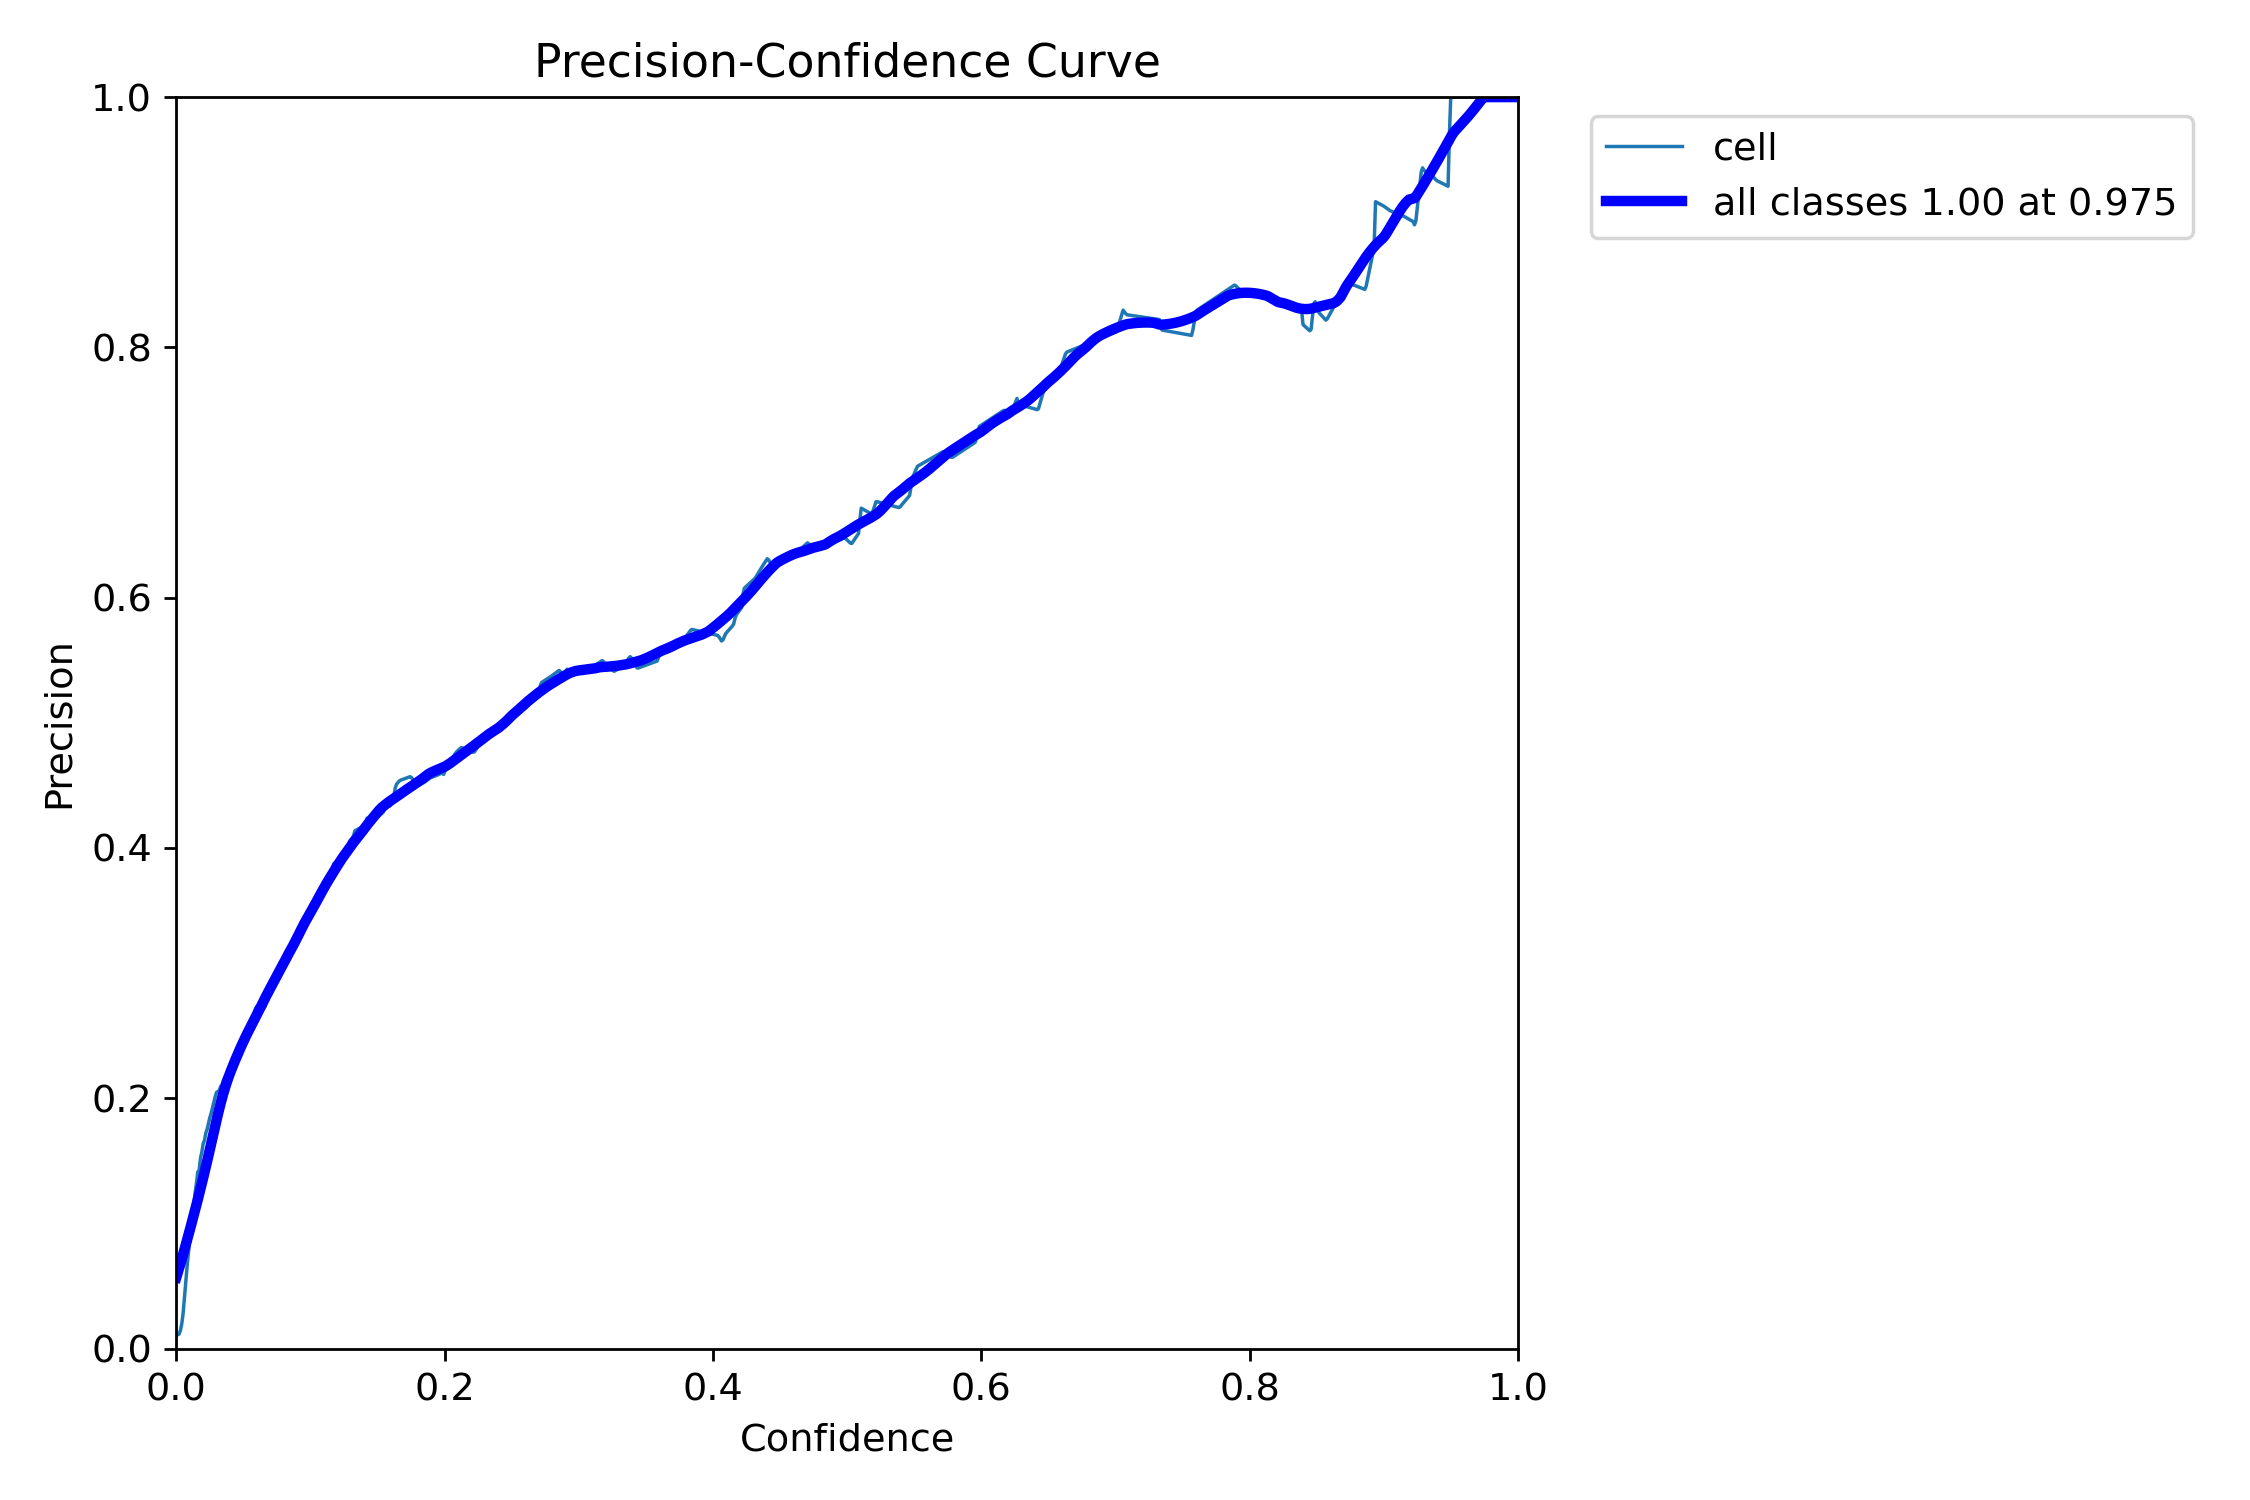 Precision-Confidence Curve
1.0
0.8
0.6
0.4
0.2
0.0
Precision
0.0 0.2 0.4 0.6 0.8 1.0
Confidence
cell
all classes 1.00 at 0.975